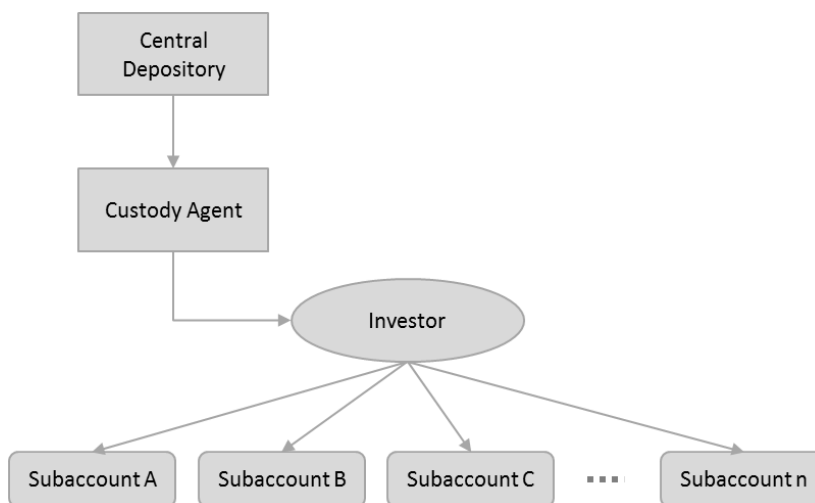 Central
Depository
Custody Agent
Investor
Subaccount A
Subaccount B
Subaccount C
Subaccount n